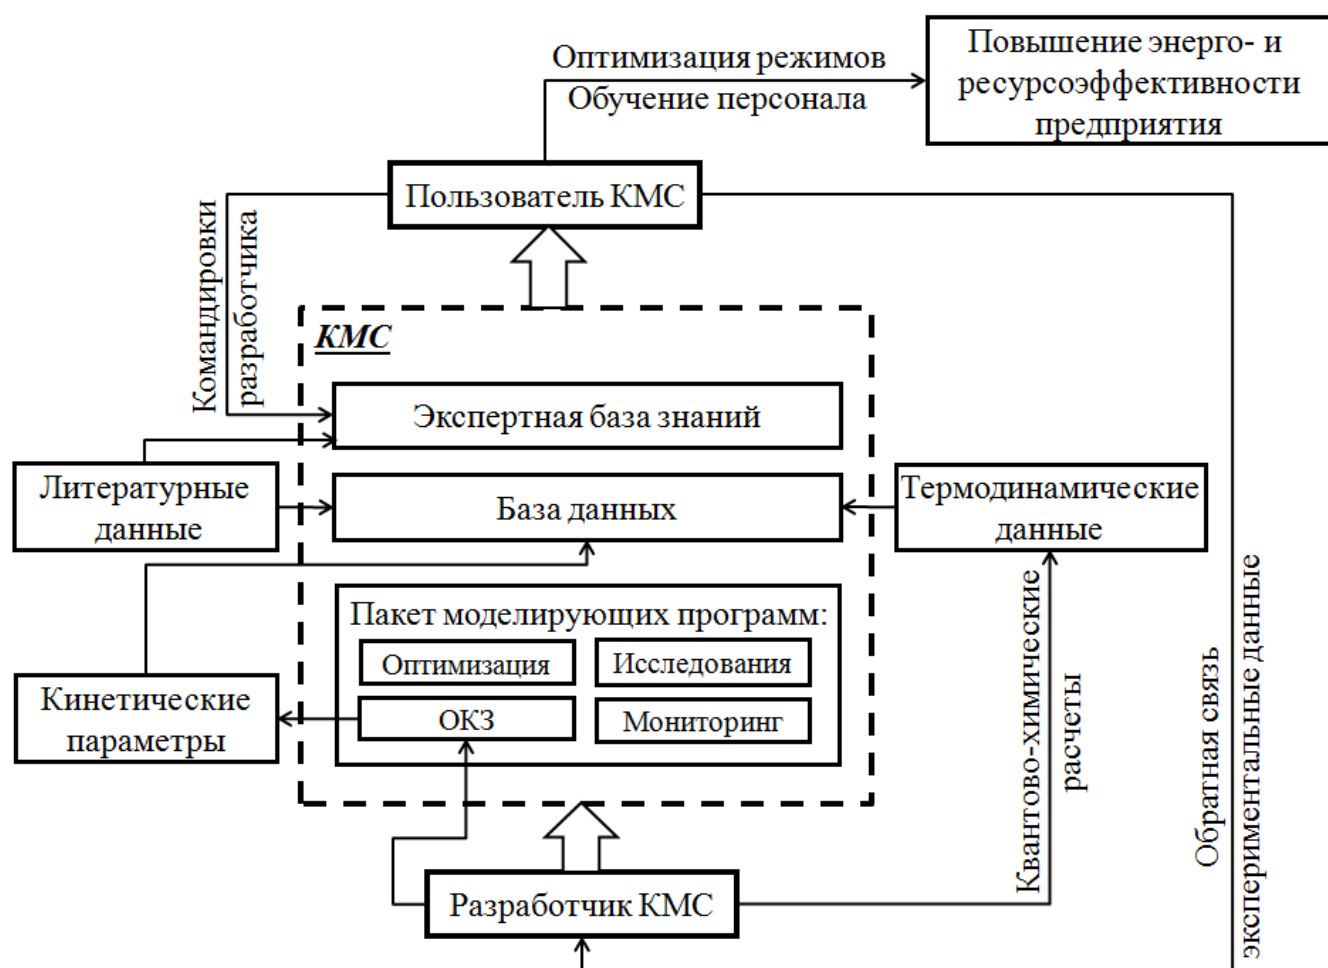 Оптимизация режимов
Обучение персонала
Повышение энерго- и
ресурсоэффективности
предприятия
Пользователь КМС
Командировки
разработчика
КМС
Экспертная база знаний
Литературные
данные
База данных
Термодинамические
данные
Пакет моделирующих программ:
Оптимизация
Исследования
ОКЗ
Мониторинг
Кинетические
параметры
Квантово-химические
расчеты
Обратная связь
экспериментальные данные
Разработчик КМС